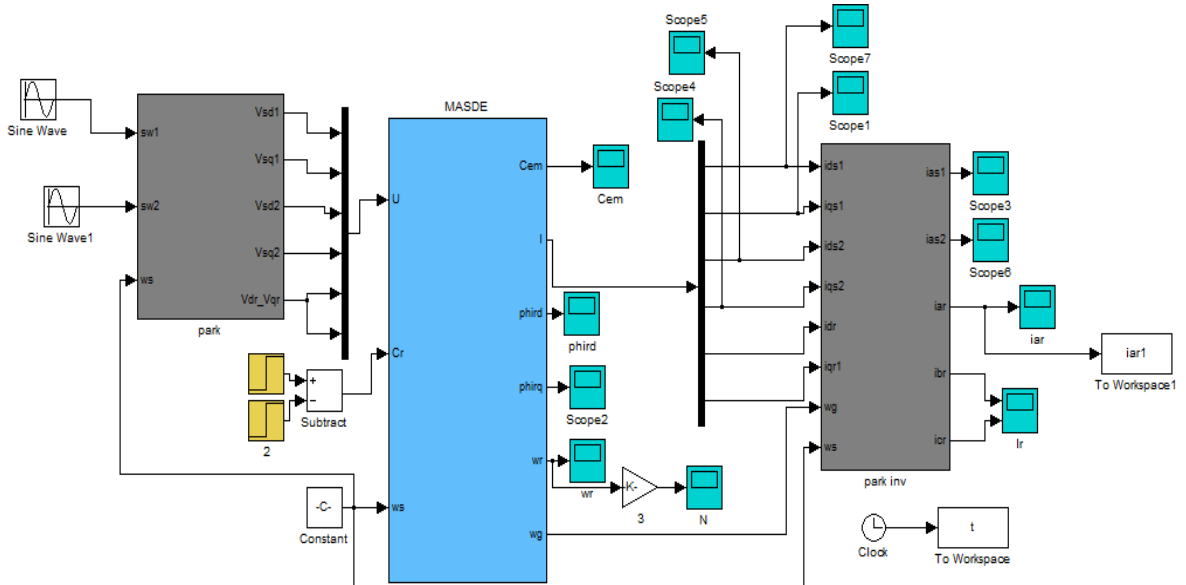 Sine Wave
Sine Wave1
sw1
sw2
ws
Vsd1
Vsq1
Vsd2
Vsq2
Vdr_Vqr
park
+
−
Subtract
2
-C-
Constant
MASDE
U
Cr
ws
Cem
I
phird
phirq
wr
wg
Cem
phird
Scope2
wr
K-
3
N
Scope5
Scope4
Scope7
Scope1
ids1
iqs1
ids2
iqs2
idr
iqr1
wg
ws
ias1
ias2
iar
ibr
icr
park inv
Scope3
Scope6
iar
iar1
To Workspace1
Ir
Clock
t
To Workspace